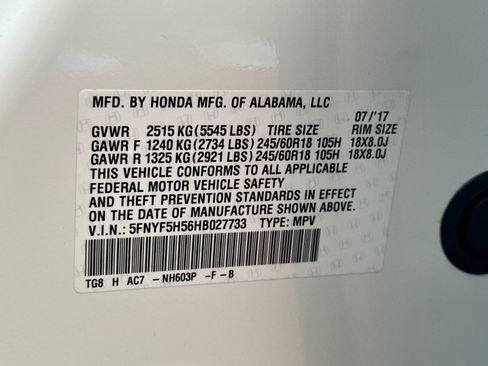 MFD. BY HONDA MFG. OF ALABAMA, LLC
07/'17
GVWR 2515 KG (5545 LBS) TIRE SIZE RIM SIZE
GAWR F 1240 KG (2734 LBS) 245/60R18 105H 18X8.0J
GAWR R 1325 KG (2921 LBS) 245/60R18 105H 18X8.0J
THIS VEHICLE CONFORMS TO ALL APPLICABLE
FEDERAL MOTOR VEHICLE SAFETY
AND THEFT PREVENTION STANDARDS IN EFFECT
ON THE DATE OF MANUFACTURE SHOWN ABOVE.
V.I.N.: 5FNYF5H56HB027733 TYPE: MPV
TG8 H AC7 -NH603P -F-B